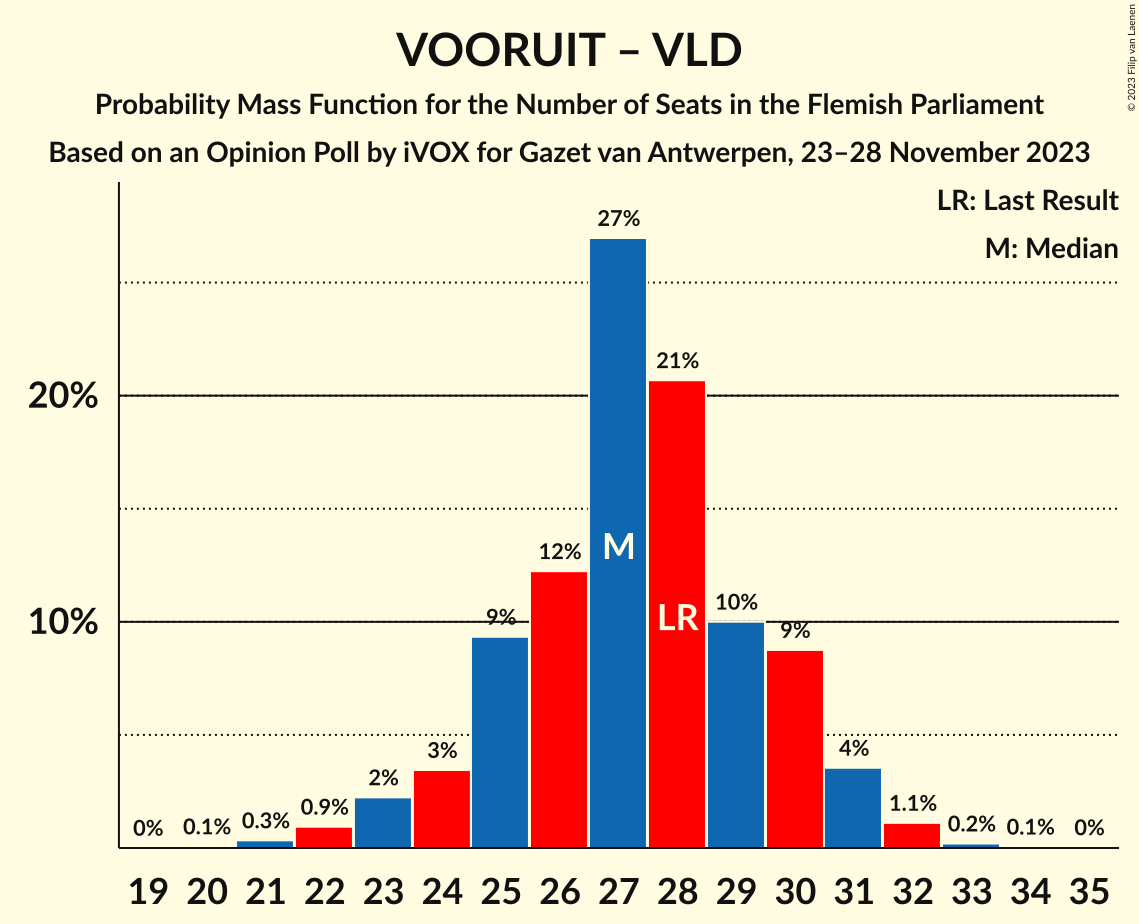 VOORUIT – VLD
Probability Mass Function for the Number of Seats in the Flemish Parliament
Based on an Opinion Poll by iVOX for Gazet van Antwerpen, 23–28 November 2023
© 2023 Filip van Laenen
LR: Last Result
M: Median
27%
21%
20%
12%
M
10%
LR
9%
10%
9%
3%
4%
2%
0% 0.1% 0.3% 0.9%
1.1% 0.2% 0.1% 0%
19 20 21 22 23 24 25 26 27 28 29 30 31 32 33 34 35